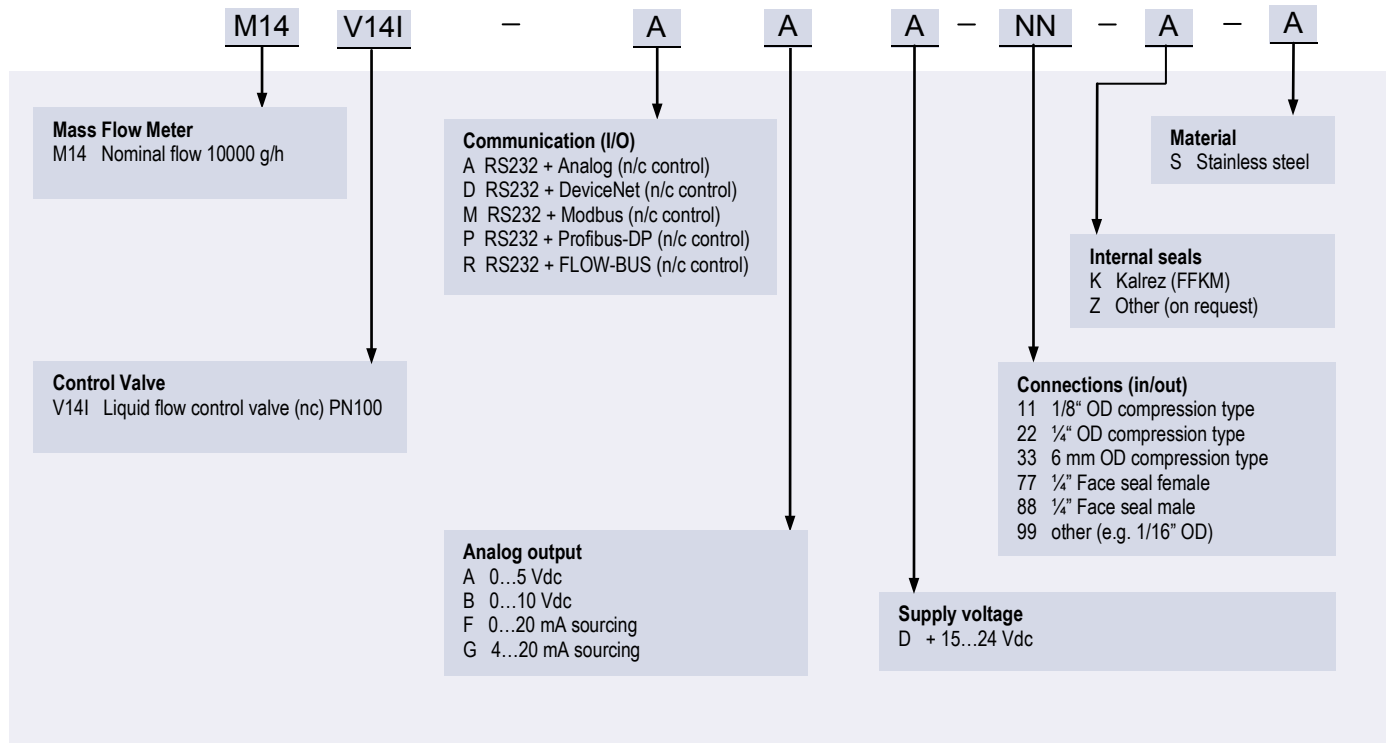 M14 V14I – A A A – NN – A – A
Mass Flow Meter
M14 Nominal flow 10000 g/h
Communication (I/O)
A RS232 + Analog (n/c control)
D RS232 + DeviceNet (n/c control)
M RS232 + Modbus (n/c control)
P RS232 + Profibus-DP (n/c control)
R RS232 + FLOW-BUS (n/c control)
Material
S Stainless steel
Internal seals
K Kalrez (FFKM)
Z Other (on request)
Control Valve
V14I Liquid flow control valve (nc) PN100
Connections (in/out)
11 1/8“ OD compression type
22 ¼“ OD compression type
33 6 mm OD compression type
77 ¼” Face seal female
88 ¼” Face seal male
99 other (e.g. 1/16” OD)
Analog output
A 0…5 Vdc
B 0…10 Vdc
F 0…20 mA sourcing
G 4…20 mA sourcing
Supply voltage
D + 15…24 Vdc